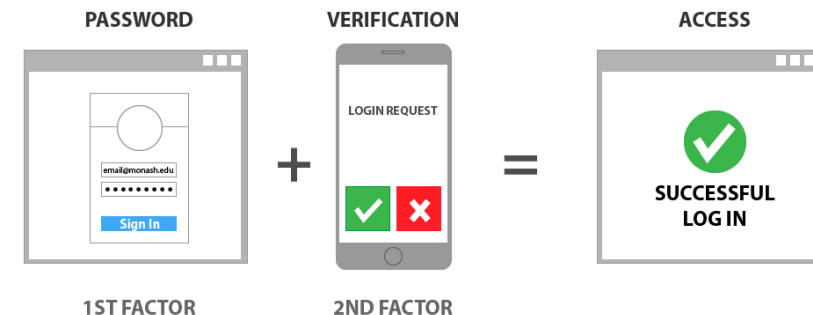 PASSWORD
VERIFICATION
ACCESS
email@monash.edu
Sign In
LOGIN REQUEST
SUCCESSFUL
LOG IN
1ST FACTOR
2ND FACTOR